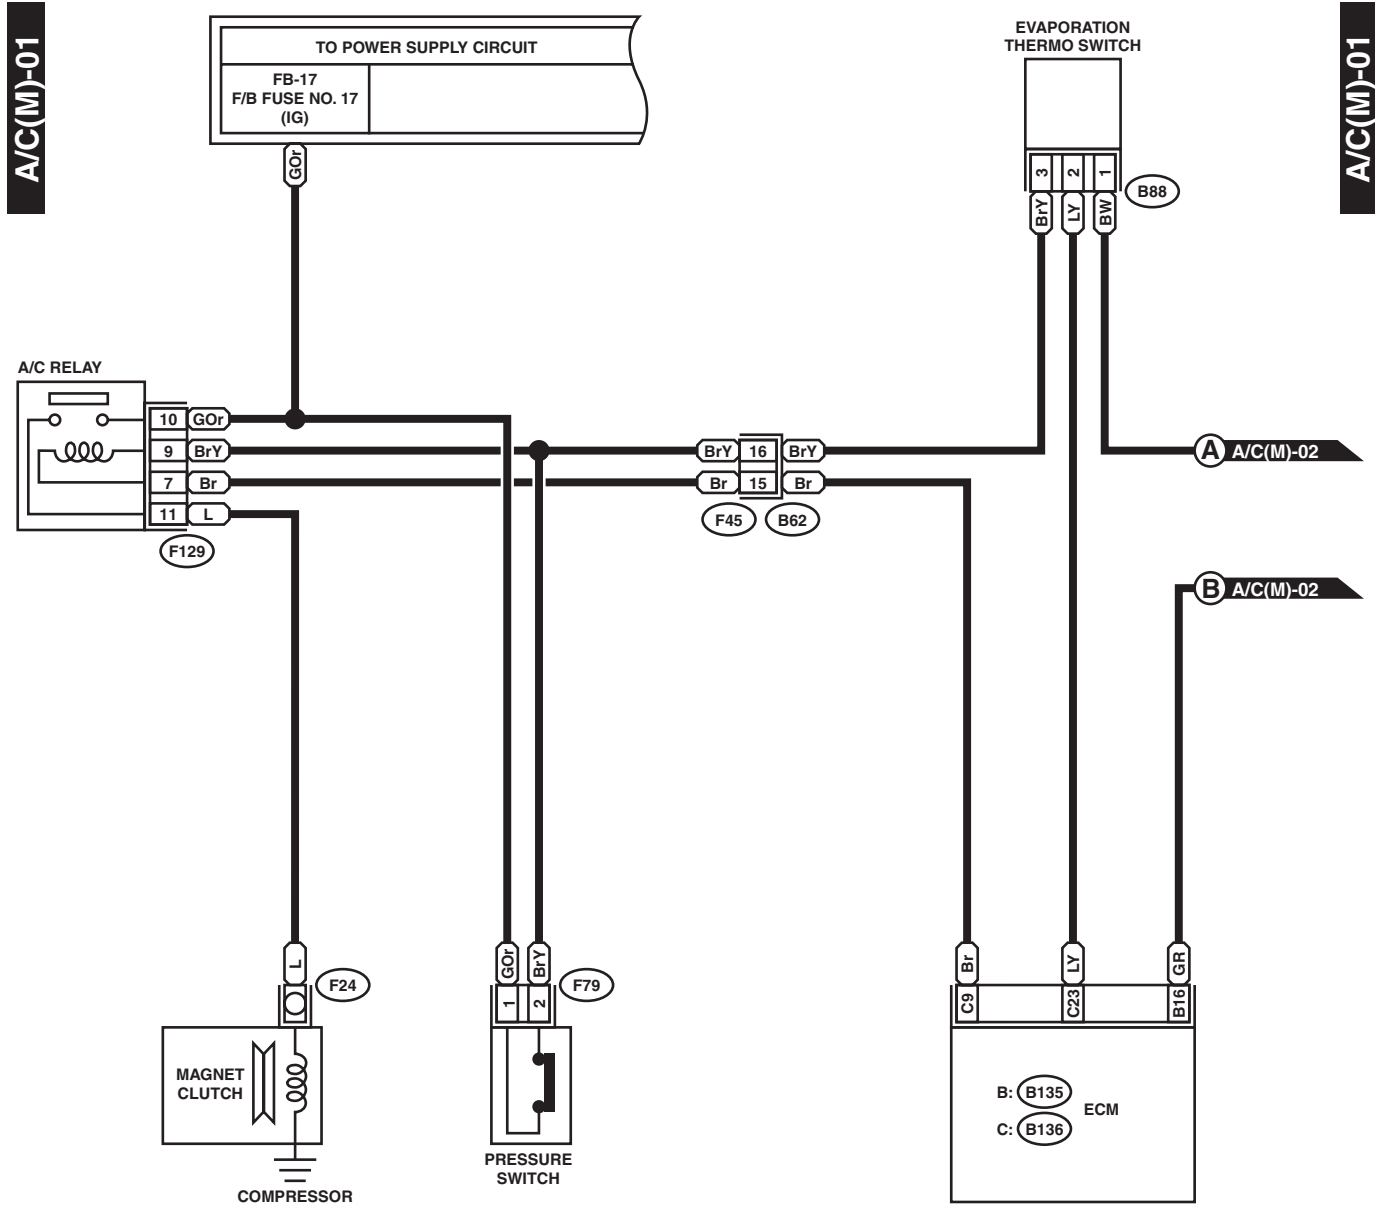 A/C(M)-01
A/C(M)-01
TO POWER SUPPLY CIRCUIT
FB-17
F/B FUSE NO. 17
(IG)
GOr
EVAPORATION
THERMO SWITCH
3
2
1
B88
BrY
LY
BW
A/C RELAY
10 GOr
9 BrY
7 Br
11 L
F129
BrY 16 BrY
Br 15 Br
F45
B62
A A/C(M)-02
B A/C(M)-02
L
F24
MAGNET
CLUTCH
COMPRESSOR
GOr
BrY
1
2
F79
PRESSURE
SWITCH
Br
LY
GR
C9
C23
B16
B: B135
C: B136
ECM